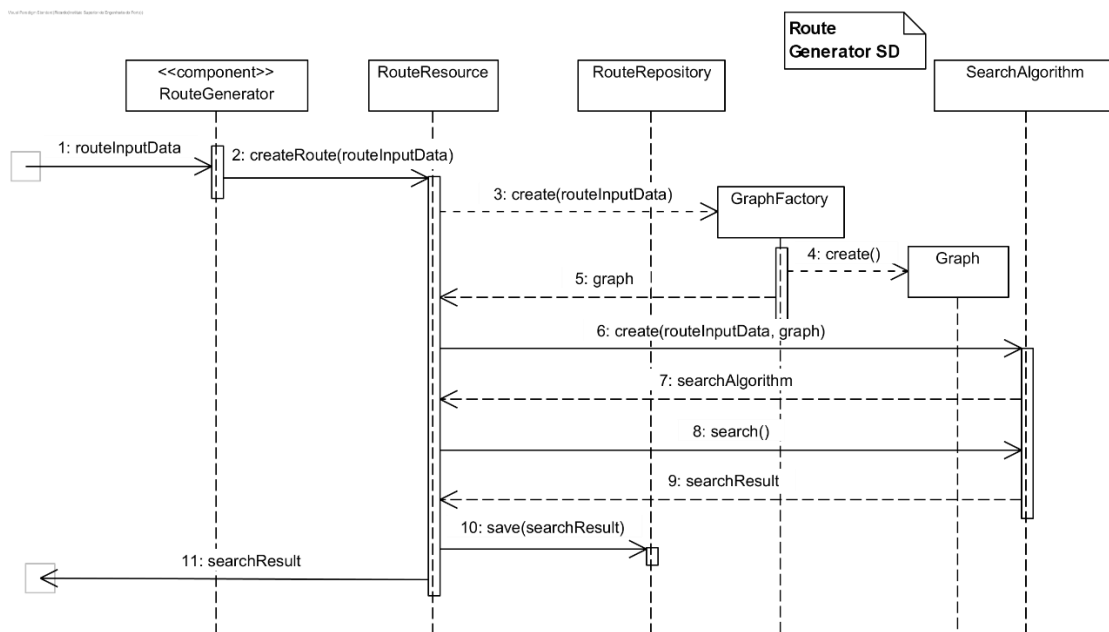 Route
Generator SD
<<component>>
RouteGenerator
RouteResource
RouteRepository
SearchAlgorithm
1: routeInputData
2: createRoute(routeInputData)
3: create(routeInputData)
GraphFactory
4: create()
Graph
5: graph
6: create(routeInputData, graph)
7: searchAlgorithm
8: search()
9: searchResult
10: save(searchResult)
11: searchResult